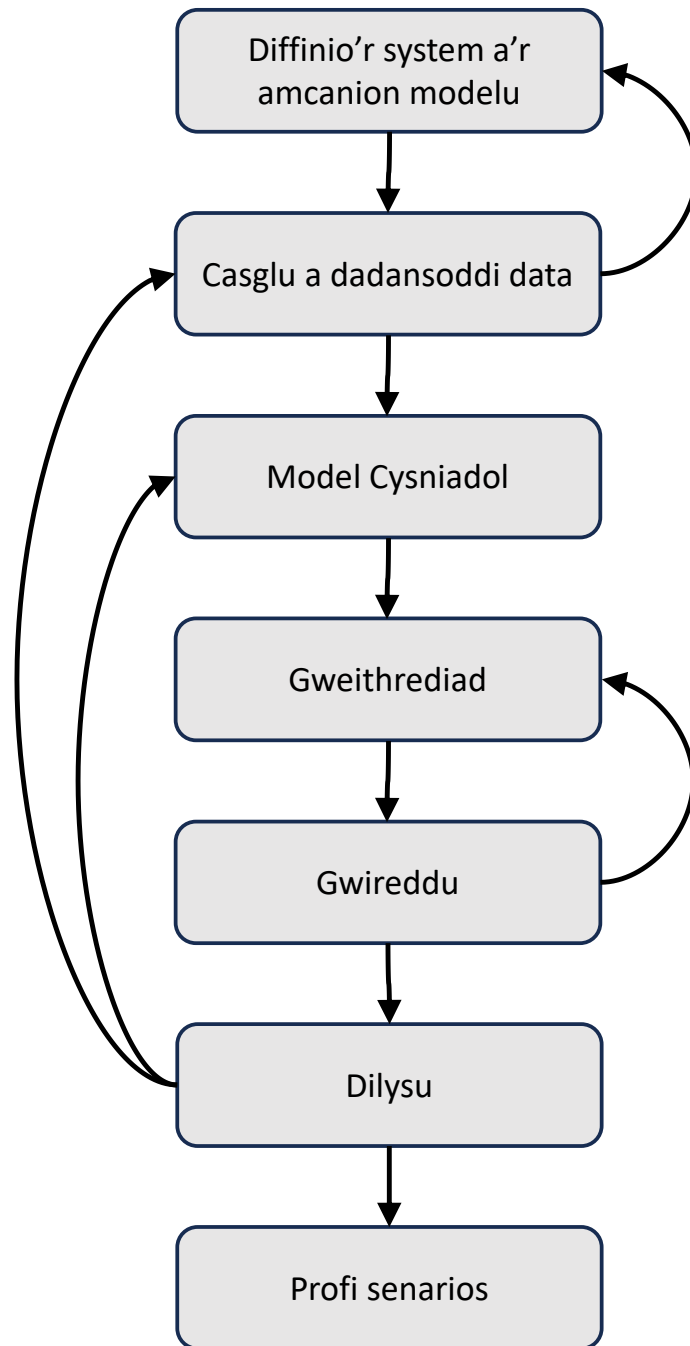 Diffinio’r system a’r
amcanion modelu
Casglu a dadansoddi data
Model Cysniadol
Gweithrediad
Gwireddu
Dilysu
Profi senarios